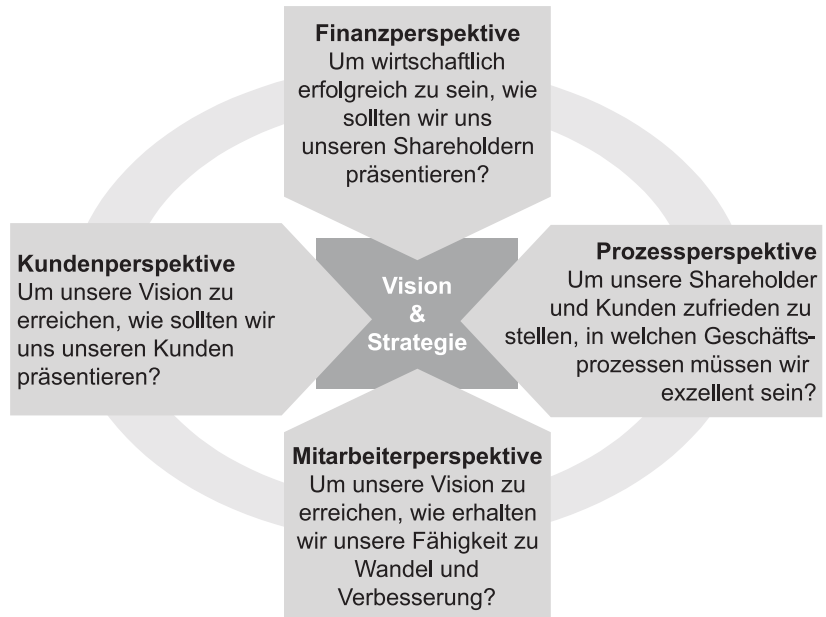 Finanzperspektive
Um wirtschaftlich
erfolgreich zu sein, wie
sollten wir uns
unseren Shareholdern
präsentieren?
Kundenperspektive
Um unsere Vision zu
erreichen, wie sollten wir
uns unseren Kunden
präsentieren?
Vision
&
Strategie
Prozessperspektive
Um unsere Shareholder
und Kunden zufrieden zu
stellen, in welchen Geschäfts-
prozessen müssen wir
exzellent sein?
Mitarbeiterperspektive
Um unsere Vision zu
erreichen, wie erhalten
wir unsere Fähigkeit zu
Wandel und
Verbesserung?